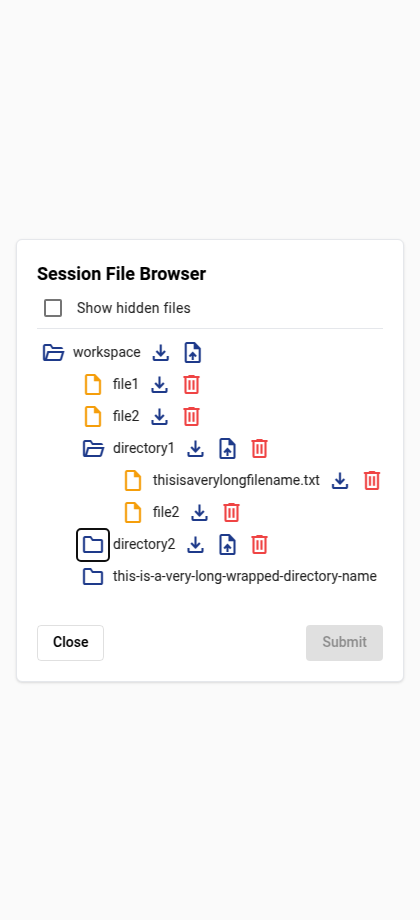 Session File Browser
Show hidden files
workspace
file1
file2
directory1
thisisaverylongfilename.txt
file2
directory2
this-is-a-very-long-wrapped-directory-name
Close
Submit